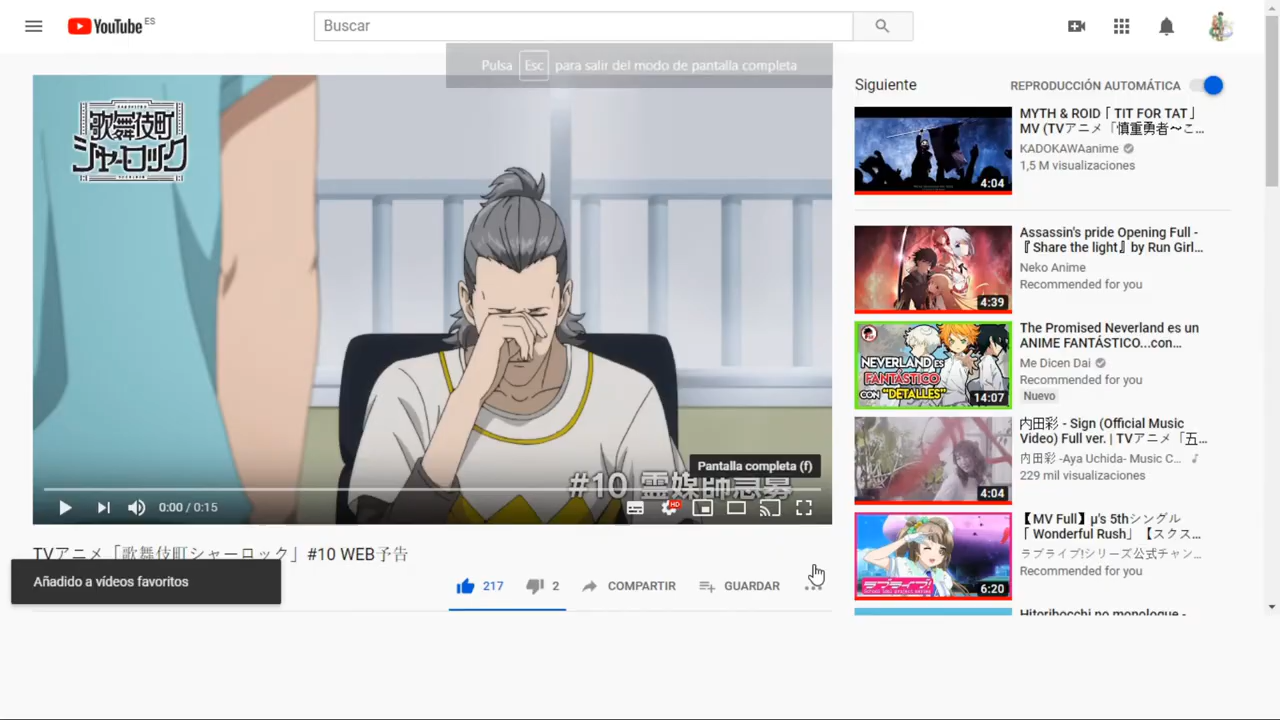 YouTube ES
Buscar
Pulsa Esc para salir del modo de pantalla completa
歌舞伎町
シャーロック
Pantalla completa (f)
#10 霊媒師急募
0:00 / 0:15
HD
TVアニメ「歌舞伎町シャーロック」#10 WEB予告
Añadido a vídeos favoritos
217
2
COMPARTIR
GUARDAR
Siguiente
REPRODUCCIÓN AUTOMÁTICA
MYTH & ROID「 TIT FOR TAT」
MV (TVアニメ「慎重勇者～こ...
KADOKAWAanime
1,5 M visualizaciones
4:04
Assassin's pride Opening Full -
『Share the light』by Run Girl...
Neko Anime
Recommended for you
4:39
The Promised Neverland es un
ANIME FANTÁSTICO...con...
Me Dicen Dai
Recommended for you
Nuevo
NEVERLAND ES
FANTÁSTICO
CON "DETALLES"
14:07
内田彩 - Sign (Official Music
Video) Full ver. | TVアニメ「五...
内田彩 -Aya Uchida- Music C...
229 mil visualizaciones
4:04
【MV Full】μ's 5thシングル
「Wonderful Rush」【スクス...
ラブライブ!シリーズ公式チャン...
Recommended for you
ラブライブ!
6:20
Hitoribocchi no monologue -